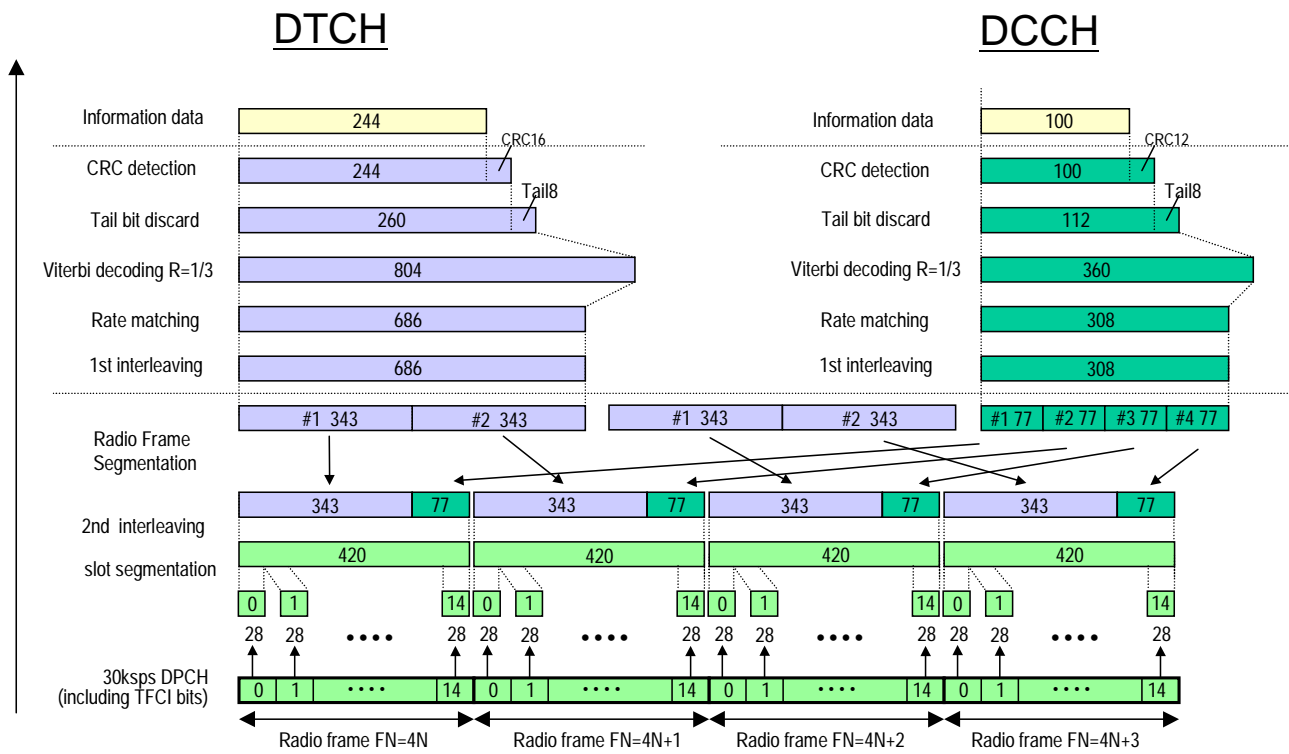 DTCH DCCH
Information data 244 Information data 100
CRC16 CRC12
CRC detection 244 CRC detection 100
Tail8 Tail8
Tail bit discard 260 Tail bit discard 112
Viterbi decoding R=1/3 804 Viterbi decoding R=1/3 360
Rate matching 686 Rate matching 308
1st interleaving 686 1st interleaving 308
#1 343 #2 343 #1 343 #2 343 #1 77 #2 77 #3 77 #4 77
Radio Frame
Segmentation
343 77 343 77 343 77 343 77
2nd interleaving
420 420 420 420
slot segmentation
0 1 14 0 1 14 0 1 14 0 1 14
28 28 •••• 28 28 28 •••• 28 28 28 •••• 28 28 28 •••• 28
30ksps DPCH
(including TFCI bits)
0 1 •••• 14 0 1 •••• 14 0 1 •••• 14 0 1 •••• 14
Radio frame FN=4N Radio frame FN=4N+1 Radio frame FN=4N+2 Radio frame FN=4N+3